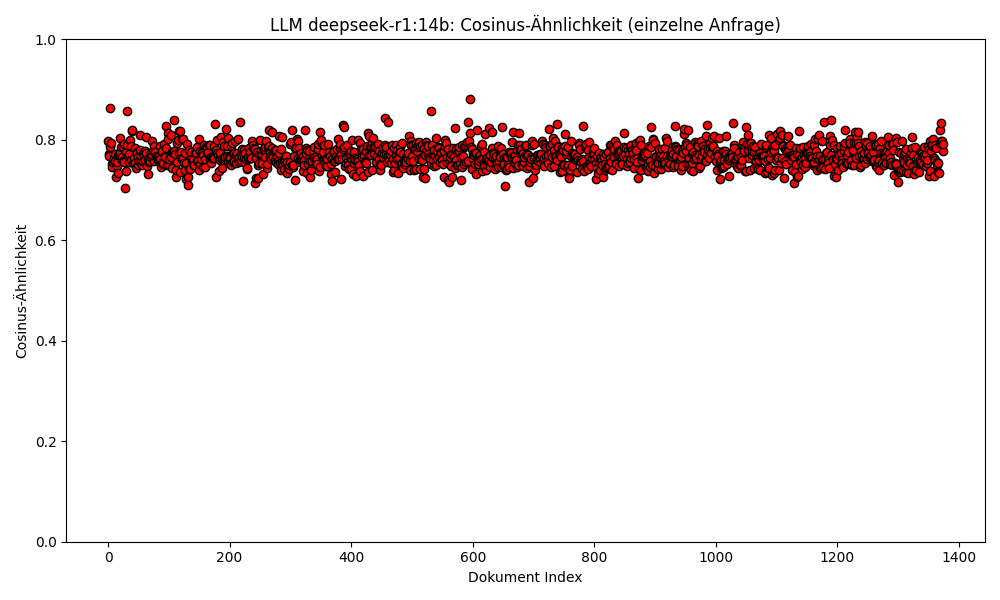 LLM deepseek-r1:14b: Cosinus-Ähnlichkeit (einzelne Anfrage)
1.0
0.8
0.6
0.4
0.2
0.0
Cosinus-Ähnlichkeit
0 200 400 600 800 1000 1200 1400
Dokument Index